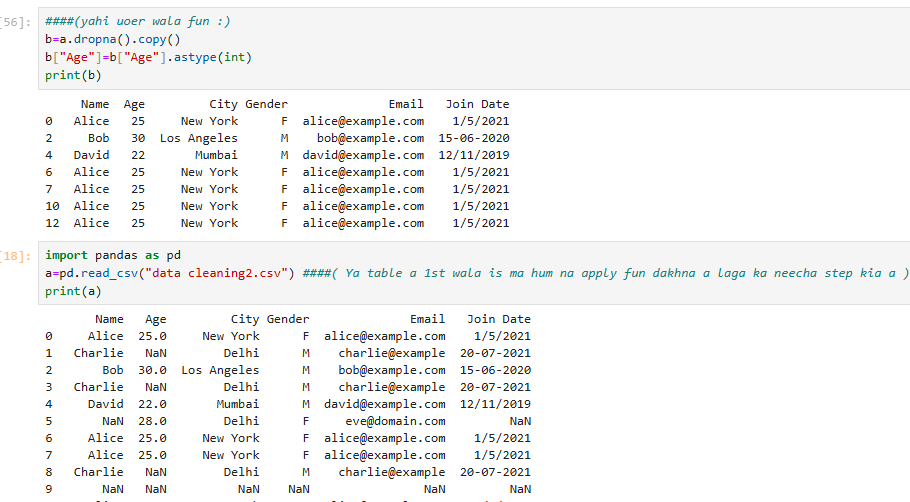 [56]: ####(yahi uoer wala fun :)
b=a.dropna().copy()
b["Age"]=b["Age"].astype(int)
print(b)
Name Age City Gender Email Join Date
0 Alice 25 New York F alice@example.com 1/5/2021
2 Bob 30 Los Angeles M bob@example.com 15-06-2020
4 David 22 Mumbai M david@example.com 12/11/2019
6 Alice 25 New York F alice@example.com 1/5/2021
7 Alice 25 New York F alice@example.com 1/5/2021
10 Alice 25 New York F alice@example.com 1/5/2021
12 Alice 25 New York F alice@example.com 1/5/2021
[18]: import pandas as pd
a=pd.read_csv("data cleaning2.csv") ####( Ya table a 1st wala is ma hum na apply fun dakhna a laga ka neecha step kia a )
print(a)
Name Age City Gender Email Join Date
0 Alice 25.0 New York F alice@example.com 1/5/2021
1 Charlie NaN Delhi M charlie@example 20-07-2021
2 Bob 30.0 Los Angeles M bob@example.com 15-06-2020
3 Charlie NaN Delhi M charlie@example 20-07-2021
4 David 22.0 Mumbai M david@example.com 12/11/2019
5 NaN 28.0 Delhi F eve@domain.com NaN
6 Alice 25.0 New York F alice@example.com 1/5/2021
7 Alice 25.0 New York F alice@example.com 1/5/2021
8 Charlie NaN Delhi M charlie@example 20-07-2021
9 NaN NaN NaN NaN NaN NaN